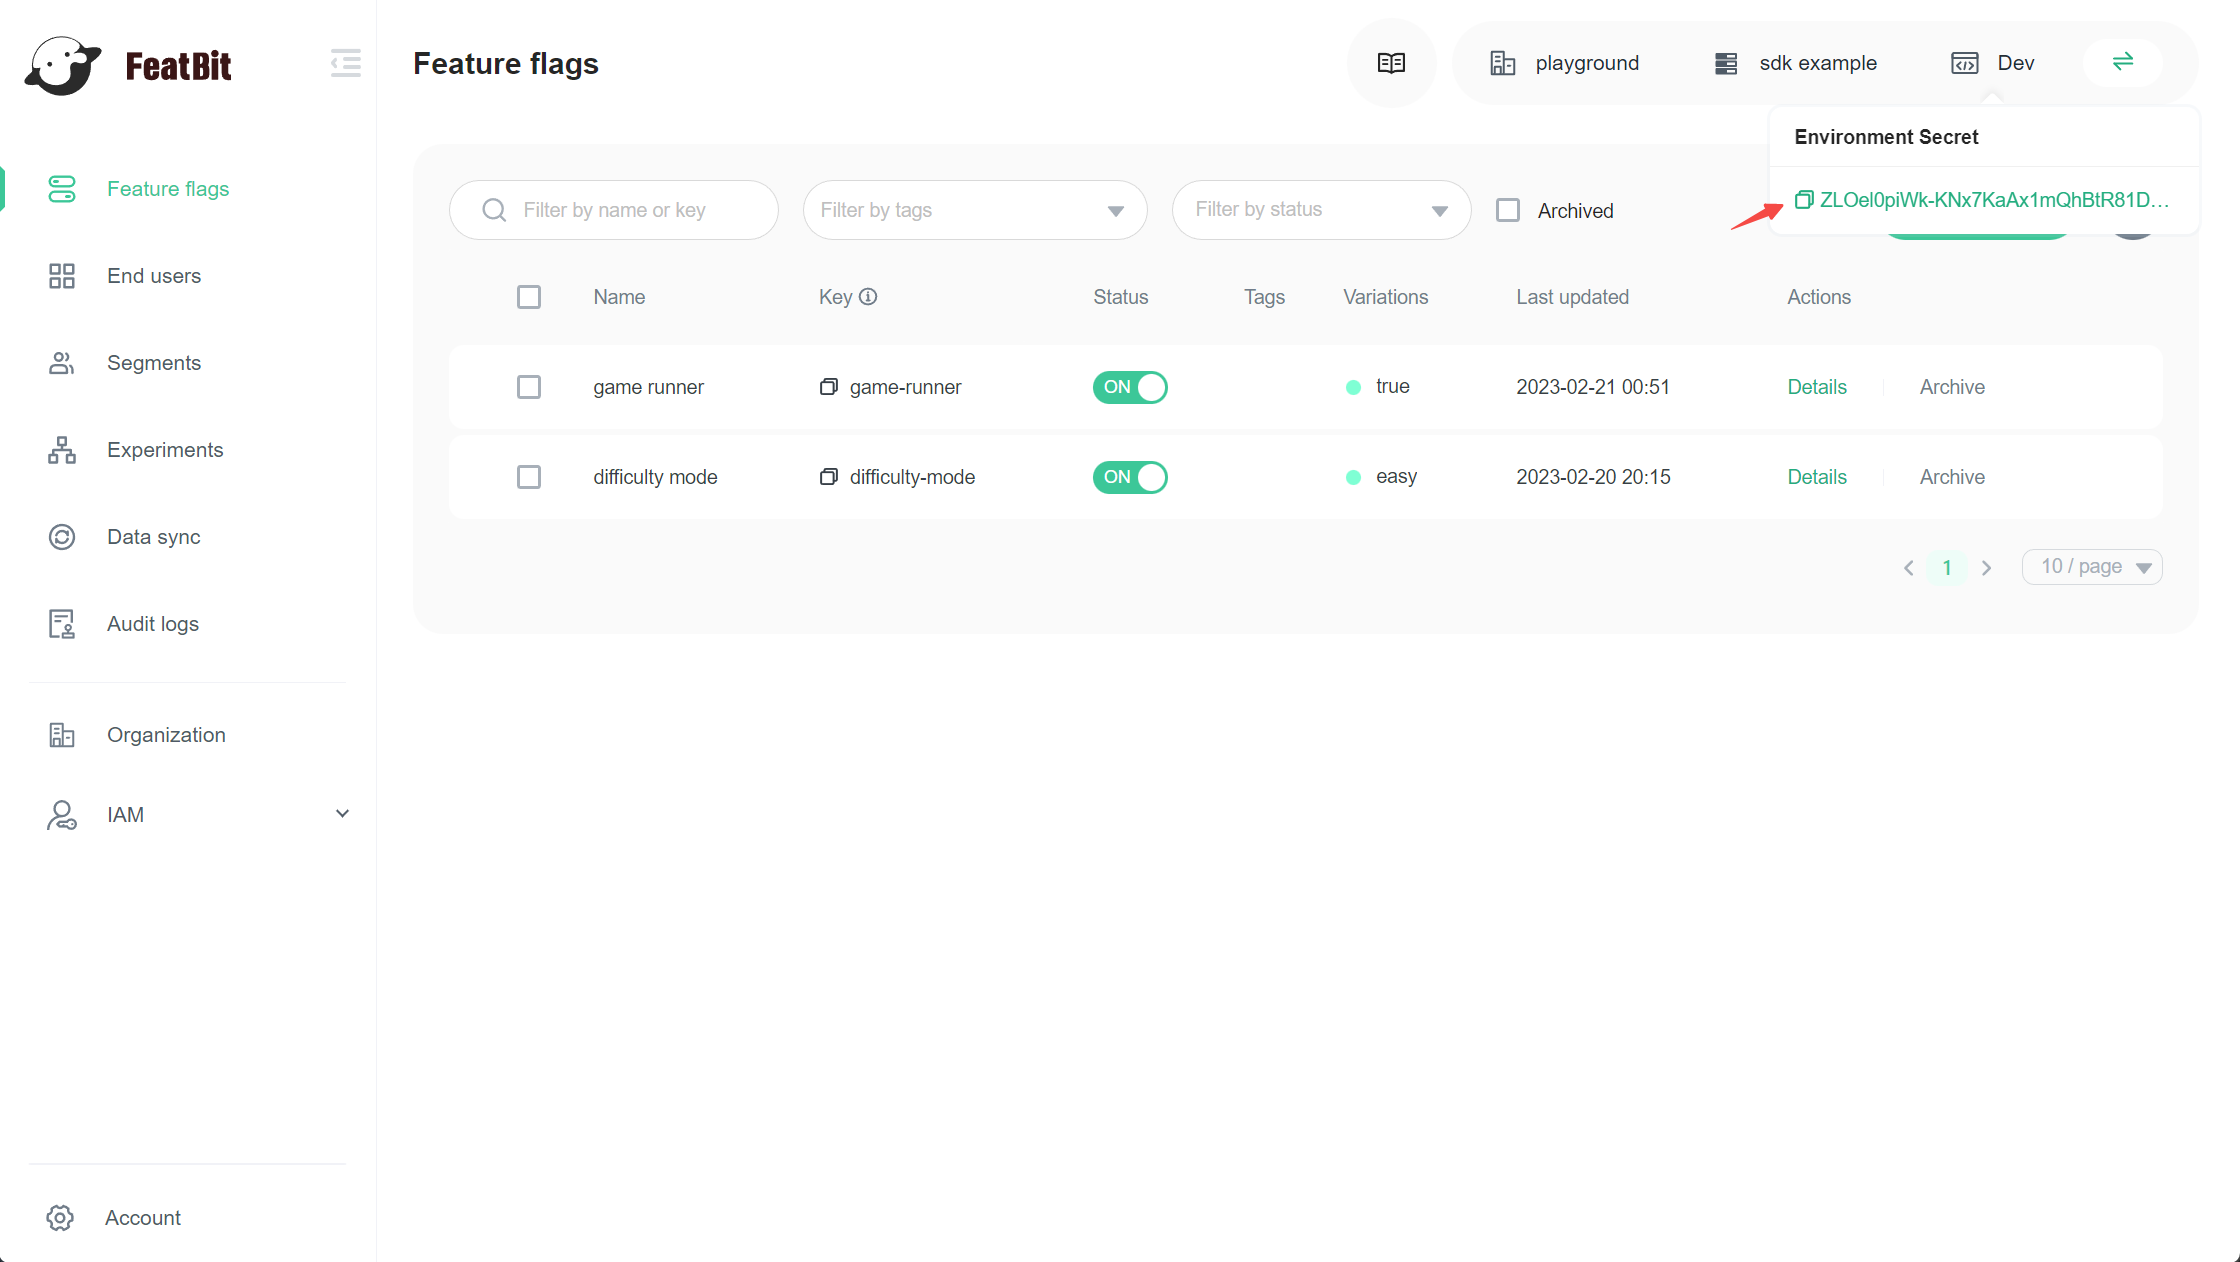 FeatBit
Feature flags
playground
sdk example
Dev
Environment Secret
ZLOel0piWk-KNx7KaAx1mQhBtR81D...
Feature flags
End users
Segments
Experiments
Data sync
Audit logs
Organization
IAM
Account
Filter by name or key
Filter by tags
Filter by status
Archived
Name Key Status Tags Variations Last updated Actions
game runner game-runner ON true 2023-02-21 00:51 Details Archive
difficulty mode difficulty-mode ON easy 2023-02-20 20:15 Details Archive
1
10 / page